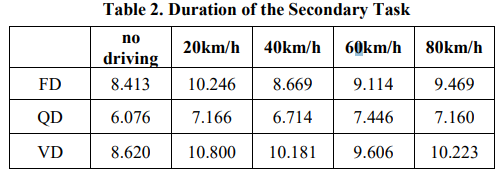 Table 2. Duration of the Secondary Task
no driving 20km/h 40km/h 60km/h 80km/h
FD 8.413 10.246 8.669 9.114 9.469
QD 6.076 7.166 6.714 7.446 7.160
VD 8.620 10.800 10.181 9.606 10.223